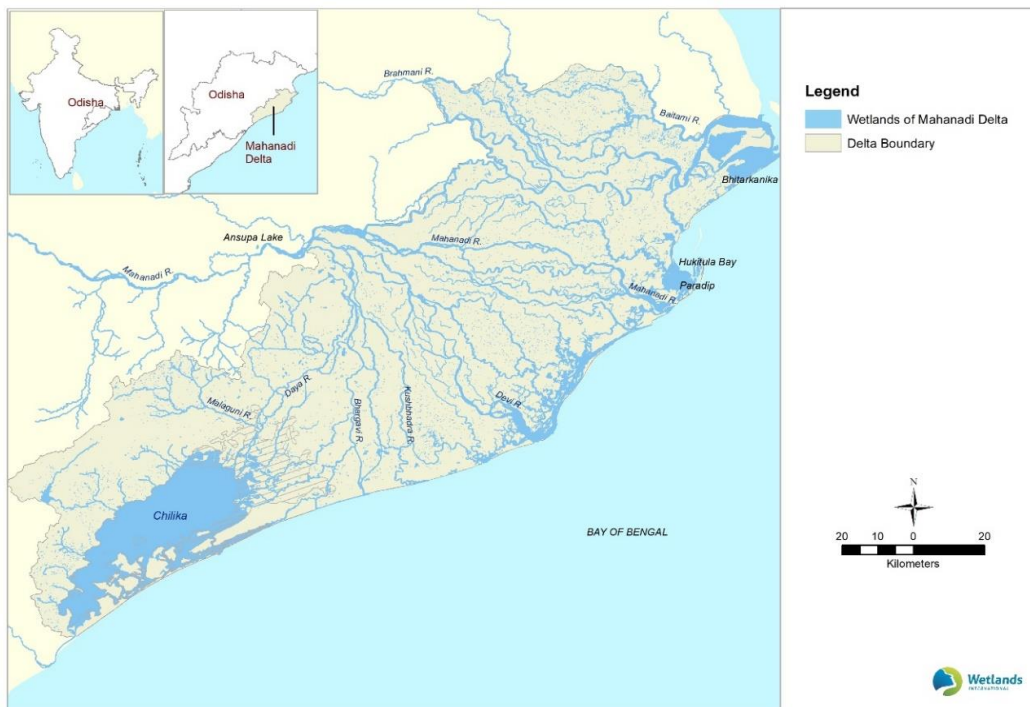 Odisha
Odisha
Mahanadi
Delta
Brahmani R.
Baitami R.
Bhitarkanika
Ansupa Lake
Mahanadi R.
Mahanadi R.
Hukitula Bay
Paradip
Mahanadi R.
Daya R.
Malaguni R.
Bhargavi R.
Kushbhadra R.
Devi R.
Chilika
BAY OF BENGAL
Legend
Wetlands of Mahanadi Delta
Delta Boundary
N
20 10 0 20
Kilometers
Wetlands
INTERNATIONAL